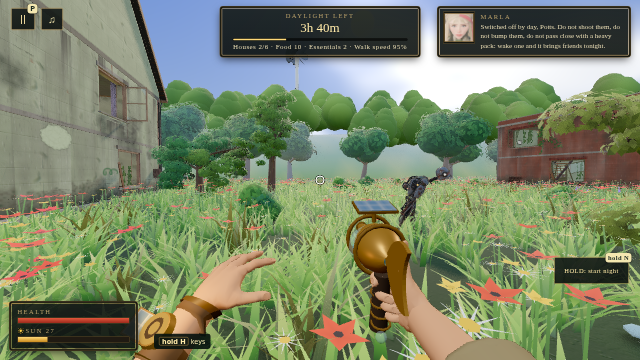 P
DAYLIGHT LEFT
3h 40m
Houses 2/6 · Food 10 · Essentials 2 · Walk speed 95%
MARLA
Switched off by day, Potts. Do not shoot them, do
not bump them, do not pass close with a heavy
pack: wake one and it brings friends tonight.
hold N
HOLD: start night
HEALTH
SUN 27
hold H keys